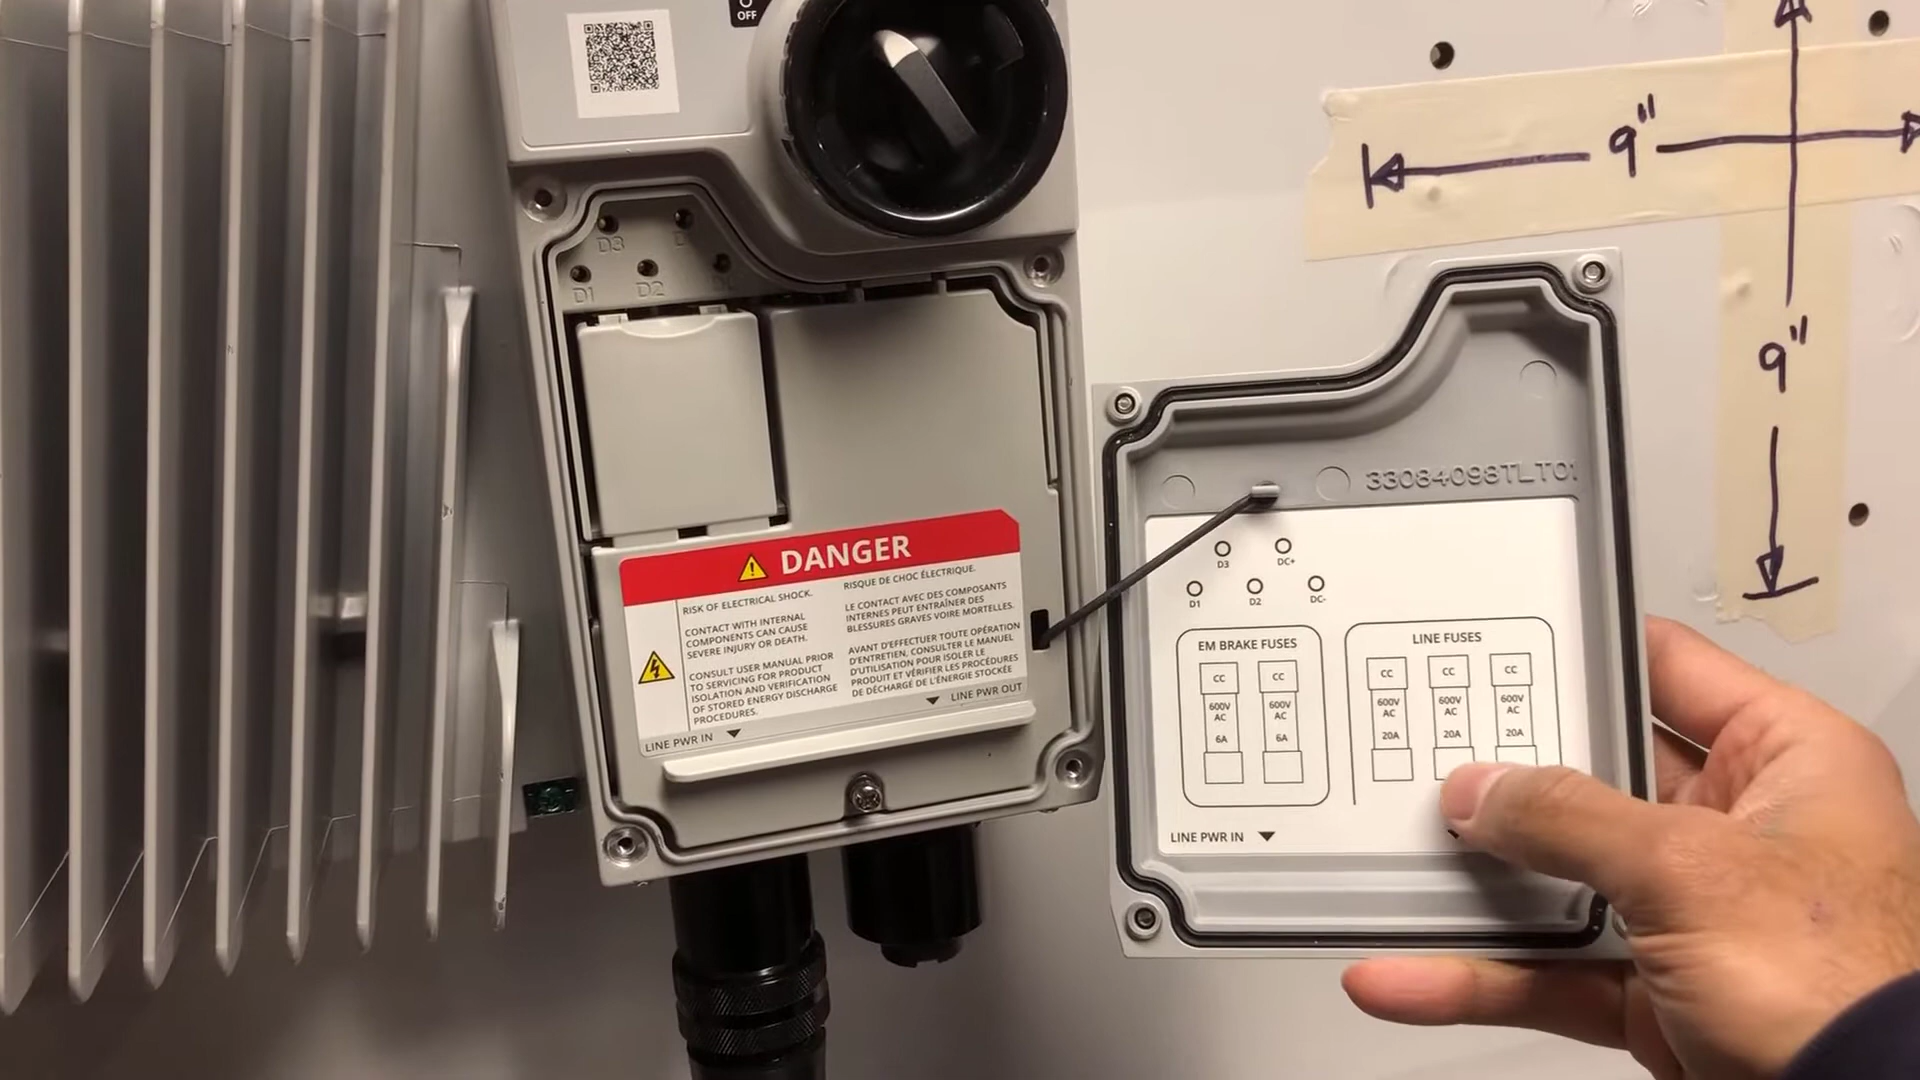 OFF
9"
9"
D3
D1
D2
33084098TLT01
DANGER
RISK OF ELECTRICAL SHOCK.
CONTACT WITH INTERNAL
COMPONENTS CAN CAUSE
SEVERE INJURY OR DEATH.
CONSULT USER MANUAL PRIOR
TO SERVICING FOR PRODUCT
ISOLATION AND VERIFICATION
OF STORED ENERGY DISCHARGE
PROCEDURES.
RISQUE DE CHOC ÉLECTRIQUE.
LE CONTACT AVEC DES COMPOSANTS
INTERNES PEUT ENTRAÎNER DES
BLESSURES GRAVES VOIRE MORTELLES.
AVANT D'EFFECTUER TOUTE OPÉRATION
D'ENTRETIEN, CONSULTER LE MANUEL
D'UTILISATION POUR ISOLER LE
PRODUIT ET VÉRIFIER LES PROCÉDURES
DE DÉCHARGE DE L'ÉNERGIE STOCKÉE
LINE PWR IN
LINE PWR OUT
D3 DC+
D1 D2 DC-
EM BRAKE FUSES
CC CC
600V 600V
AC AC
6A 6A
LINE FUSES
CC CC CC
600V 600V 600V
AC AC AC
20A 20A 20A
LINE PWR IN